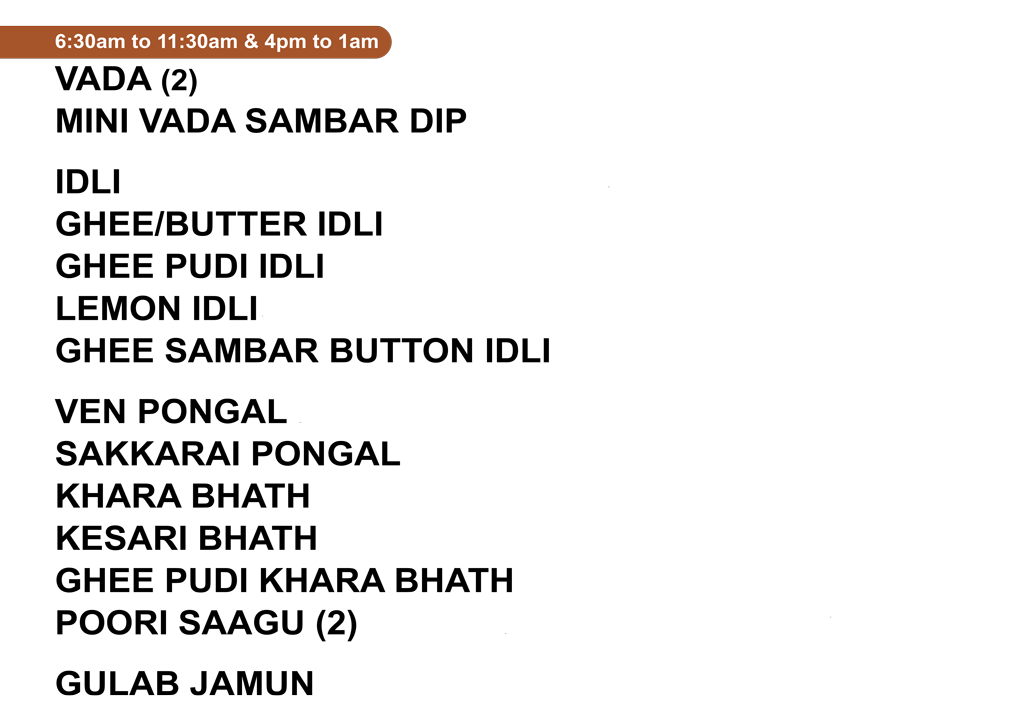 6:30am to 11:30am & 4pm to 1am
VADA (2)
MINI VADA SAMBAR DIP
IDLI
GHEE/BUTTER IDLI
GHEE PUDI IDLI
LEMON IDLI
GHEE SAMBAR BUTTON IDLI
VEN PONGAL
SAKKARAI PONGAL
KHARA BHATH
KESARI BHATH
GHEE PUDI KHARA BHATH
POORI SAAGU (2)
GULAB JAMUN